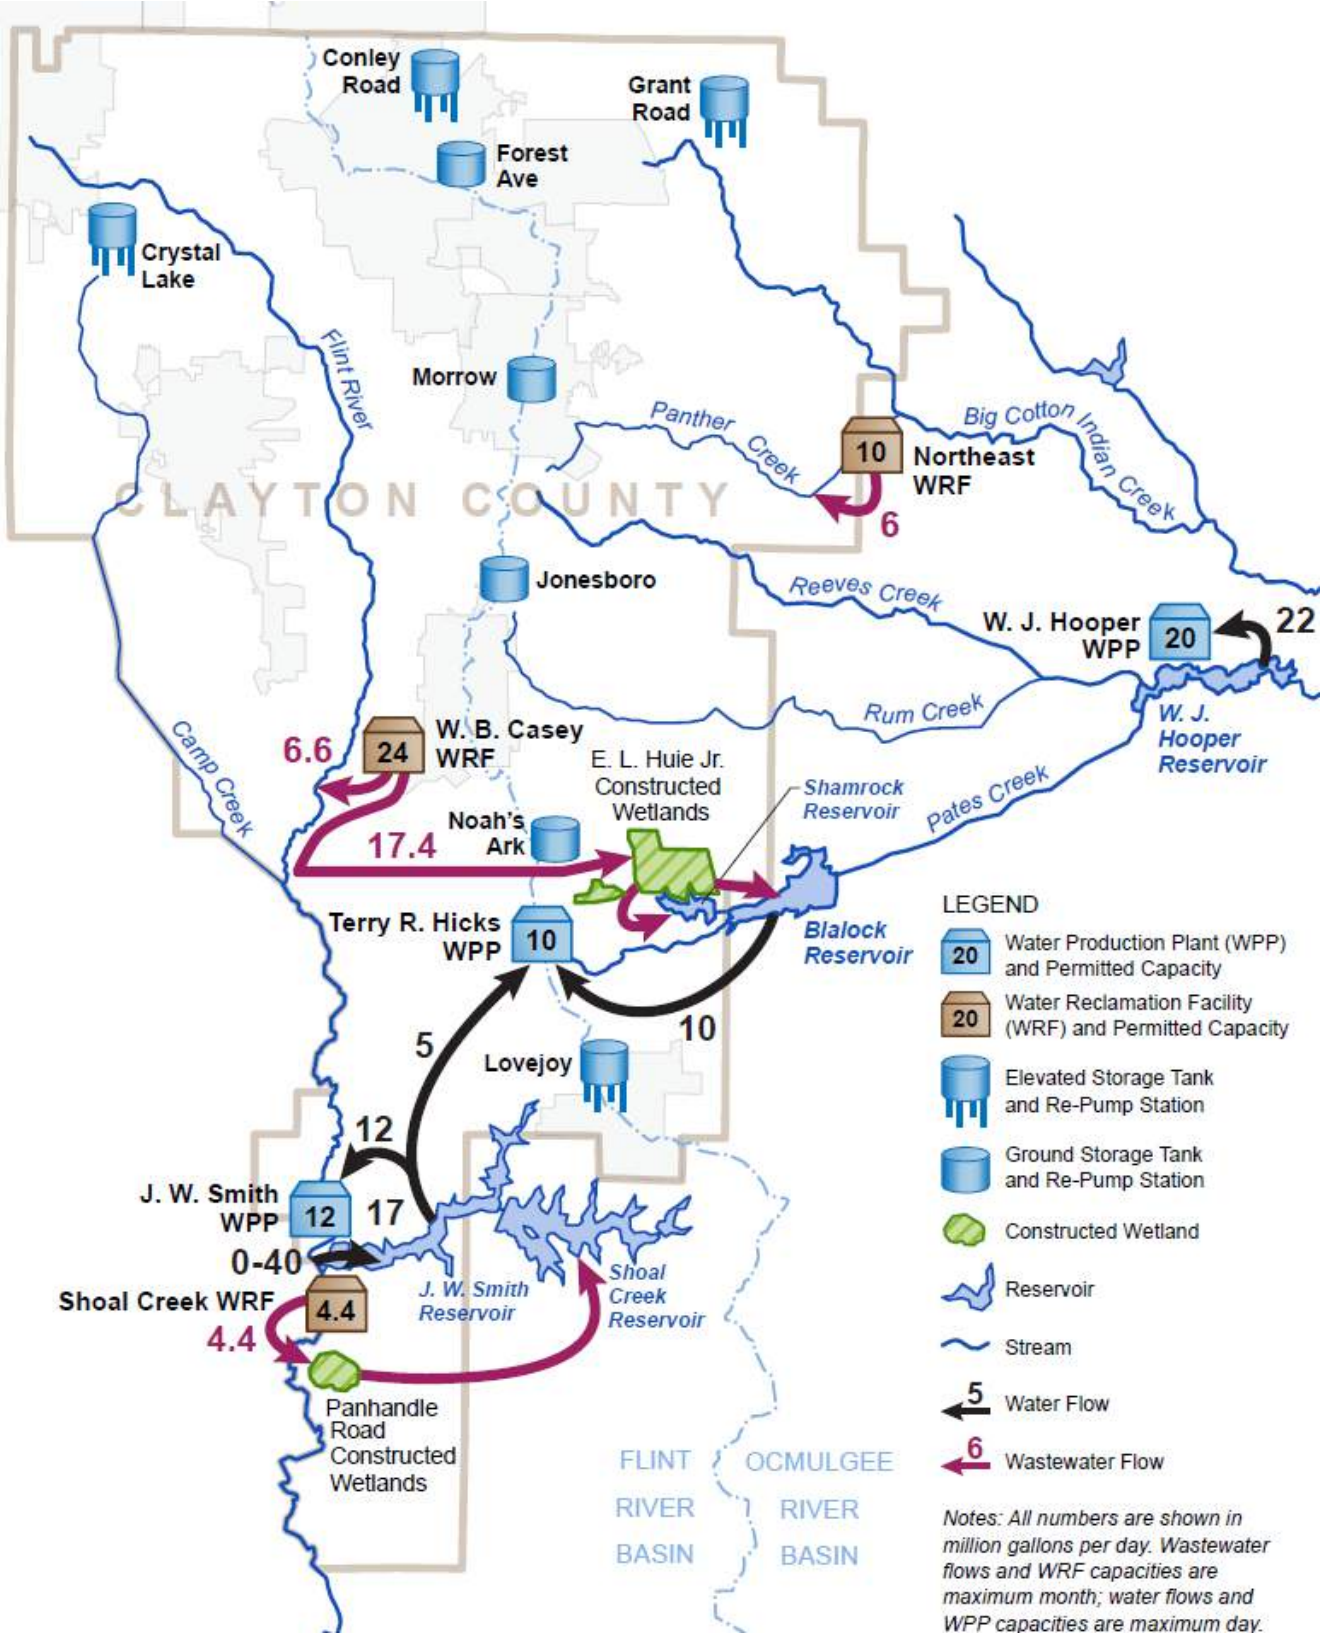 Conley
Road
Grant
Road
Forest
Ave
Crystal
Lake
Flint River
Morrow
Panther Creek
Big Cotton Indian Creek
10
Northeast
WRF
6
CLAYTON COUNTY
Jonesboro
Reeves Creek
W. J. Hooper
WPP
20
22
Rum Creek
W. J.
Hooper
Reservoir
Camp Creek
6.6
24
W. B. Casey
WRF
E. L. Huie Jr.
Constructed
Wetlands
Shamrock
Reservoir
Pates Creek
17.4
Noah's
Ark
Terry R. Hicks
WPP
10
Blalock
Reservoir
10
5
Lovejoy
12
J. W. Smith
WPP
12
17
0-40
Shoal Creek WRF
4.4
4.4
J. W. Smith
Reservoir
Shoal
Creek
Reservoir
Panhandle
Road
Constructed
Wetlands
FLINT
RIVER
BASIN
OCMULGEE
RIVER
BASIN
LEGEND
20
Water Production Plant (WPP)
and Permitted Capacity
20
Water Reclamation Facility
(WRF) and Permitted Capacity
Elevated Storage Tank
and Re-Pump Station
Ground Storage Tank
and Re-Pump Station
Constructed Wetland
Reservoir
Stream
5
Water Flow
6
Wastewater Flow
Notes: All numbers are shown in
million gallons per day. Wastewater
flows and WRF capacities are
maximum month; water flows and
WPP capacities are maximum day.